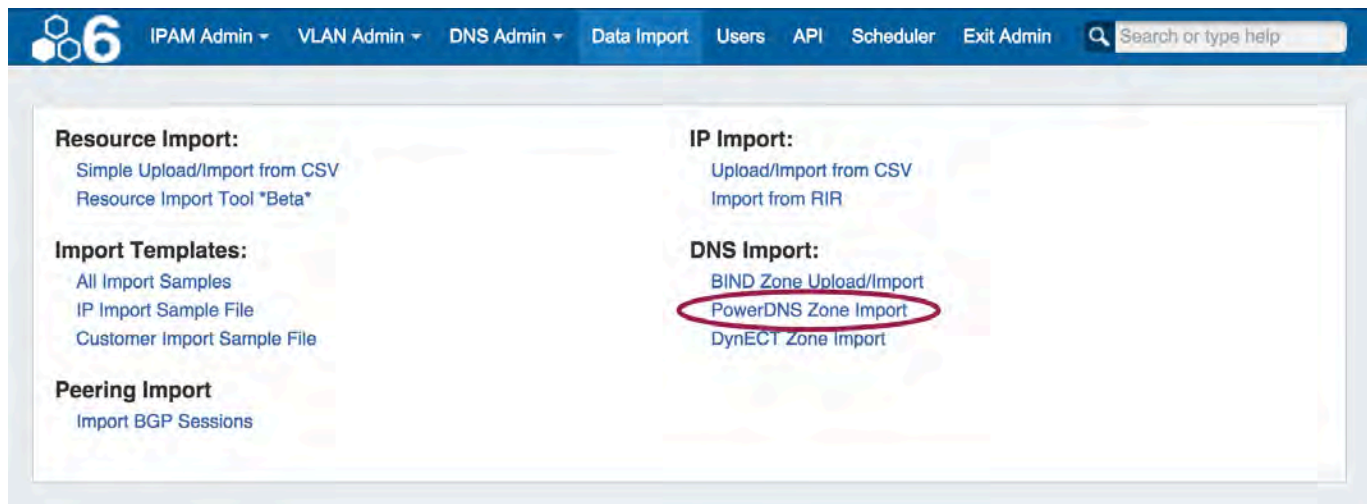 6 IPAM Admin VLAN Admin DNS Admin Data Import Users API Scheduler Exit Admin Search or type help
Resource Import:
Simple Upload/Import from CSV
Resource Import Tool *Beta*
Import Templates:
All Import Samples
IP Import Sample File
Customer Import Sample File
Peering Import
Import BGP Sessions
IP Import:
Upload/Import from CSV
Import from RIR
DNS Import:
BIND Zone Upload/Import
PowerDNS Zone Import
DynECT Zone Import